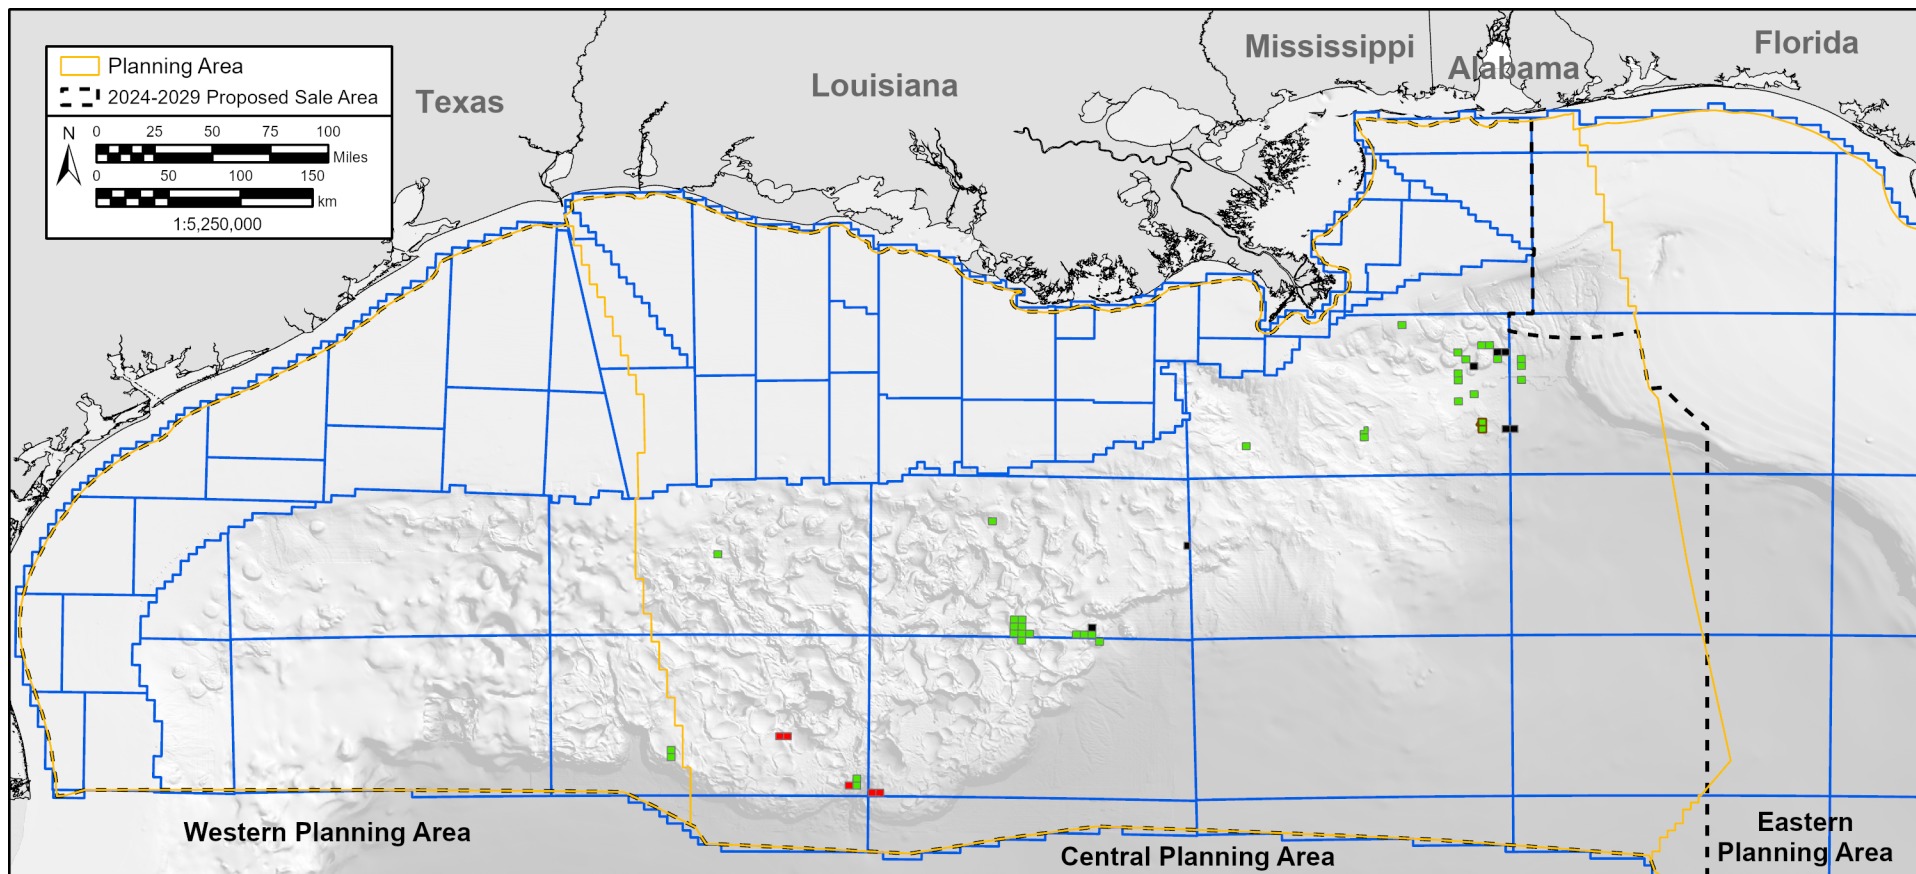 Planning Area
2024-2029 Proposed Sale Area
N
0 25 50 75 100
Miles
0 50 100 150
km
1:5,250,000
Texas
Louisiana
Mississippi
Alabama
Florida
Western Planning Area
Central Planning Area
Eastern
Planning Area